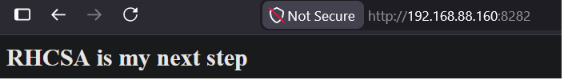 Not Secure http://192.168.88.160:8282
RHCSA is my next step